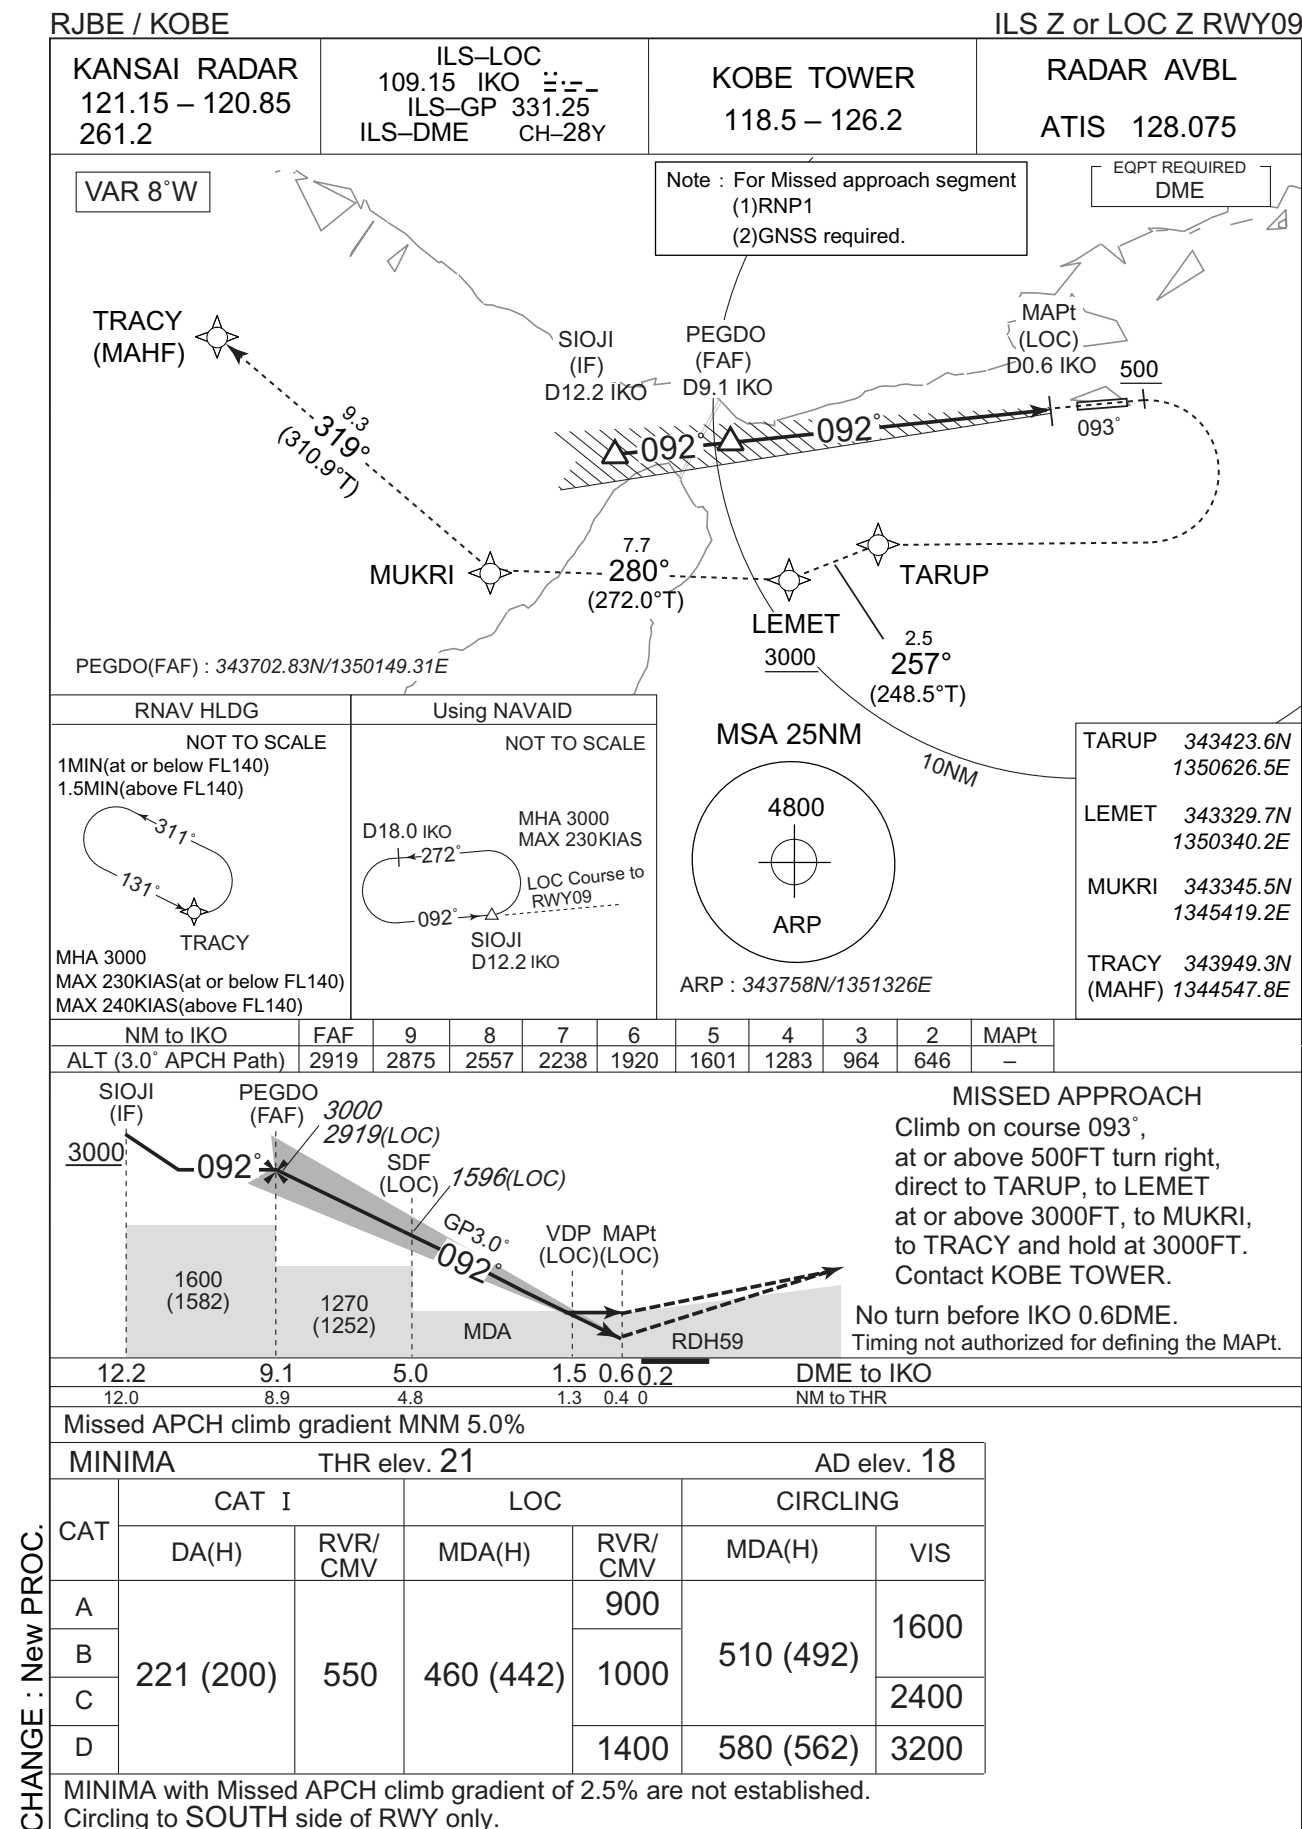 RJBE / KOBE
ILS Z or LOC Z RWY09
KANSAI RADAR
121.15 – 120.85
261.2
ILS–LOC
109.15 IKO
ILS–GP 331.25
ILS–DME CH–28Y
KOBE TOWER
118.5 – 126.2
RADAR AVBL
ATIS 128.075
VAR 8°W
Note : For Missed approach segment
(1)RNP1
(2)GNSS required.
EQPT REQUIRED
DME
TRACY
(MAHF)
SIOJI
(IF)
D12.2 IKO
PEGDO
(FAF)
D9.1 IKO
MAPt
(LOC)
D0.6 IKO
500
092°
092°
093°
9.3
319°
(310.9°T)
MUKRI
7.7
280°
(272.0°T)
TARUP
LEMET
3000
2.5
257°
(248.5°T)
PEGDO(FAF) : 343702.83N/1350149.31E
10NM
RNAV HLDG
NOT TO SCALE
1MIN(at or below FL140)
1.5MIN(above FL140)
311°
131°
TRACY
MHA 3000
MAX 230KIAS(at or below FL140)
MAX 240KIAS(above FL140)
Using NAVAID
NOT TO SCALE
D18.0 IKO
272°
MHA 3000
MAX 230KIAS
LOC Course to
RWY09
092°
SIOJI
D12.2 IKO
MSA 25NM
4800
ARP
ARP : 343758N/1351326E
TARUP 343423.6N
1350626.5E
LEMET 343329.7N
1350340.2E
MUKRI 343345.5N
1345419.2E
TRACY 343949.3N
(MAHF) 1344547.8E
NM to IKO FAF 9 8 7 6 5 4 3 2 MAPt
ALT (3.0° APCH Path) 2919 2875 2557 2238 1920 1601 1283 964 646 –
SIOJI
(IF)
3000
PEGDO
(FAF)
3000
2919(LOC)
092°
SDF
(LOC)
1596(LOC)
GP3.0°
092°
VDP MAPt
(LOC) (LOC)
1600
(1582)
1270
(1252)
MDA
RDH59
MISSED APPROACH
Climb on course 093°,
at or above 500FT turn right,
direct to TARUP, to LEMET
at or above 3000FT, to MUKRI,
to TRACY and hold at 3000FT.
Contact KOBE TOWER.
No turn before IKO 0.6DME.
Timing not authorized for defining the MAPt.
12.2 9.1 5.0 1.5 0.6 0.2 DME to IKO
12.0 8.9 4.8 1.3 0.4 0 NM to THR
Missed APCH climb gradient MNM 5.0%
MINIMA THR elev. 21 AD elev. 18
CAT
CAT I LOC CIRCLING
DA(H) RVR/CMV MDA(H) RVR/CMV MDA(H) VIS
A 900
B 1600
221 (200) 550 460 (442) 1000 510 (492)
C 2400
D 1400 580 (562) 3200
MINIMA with Missed APCH climb gradient of 2.5% are not established.
Circling to SOUTH side of RWY only.
CHANGE : New PROC.